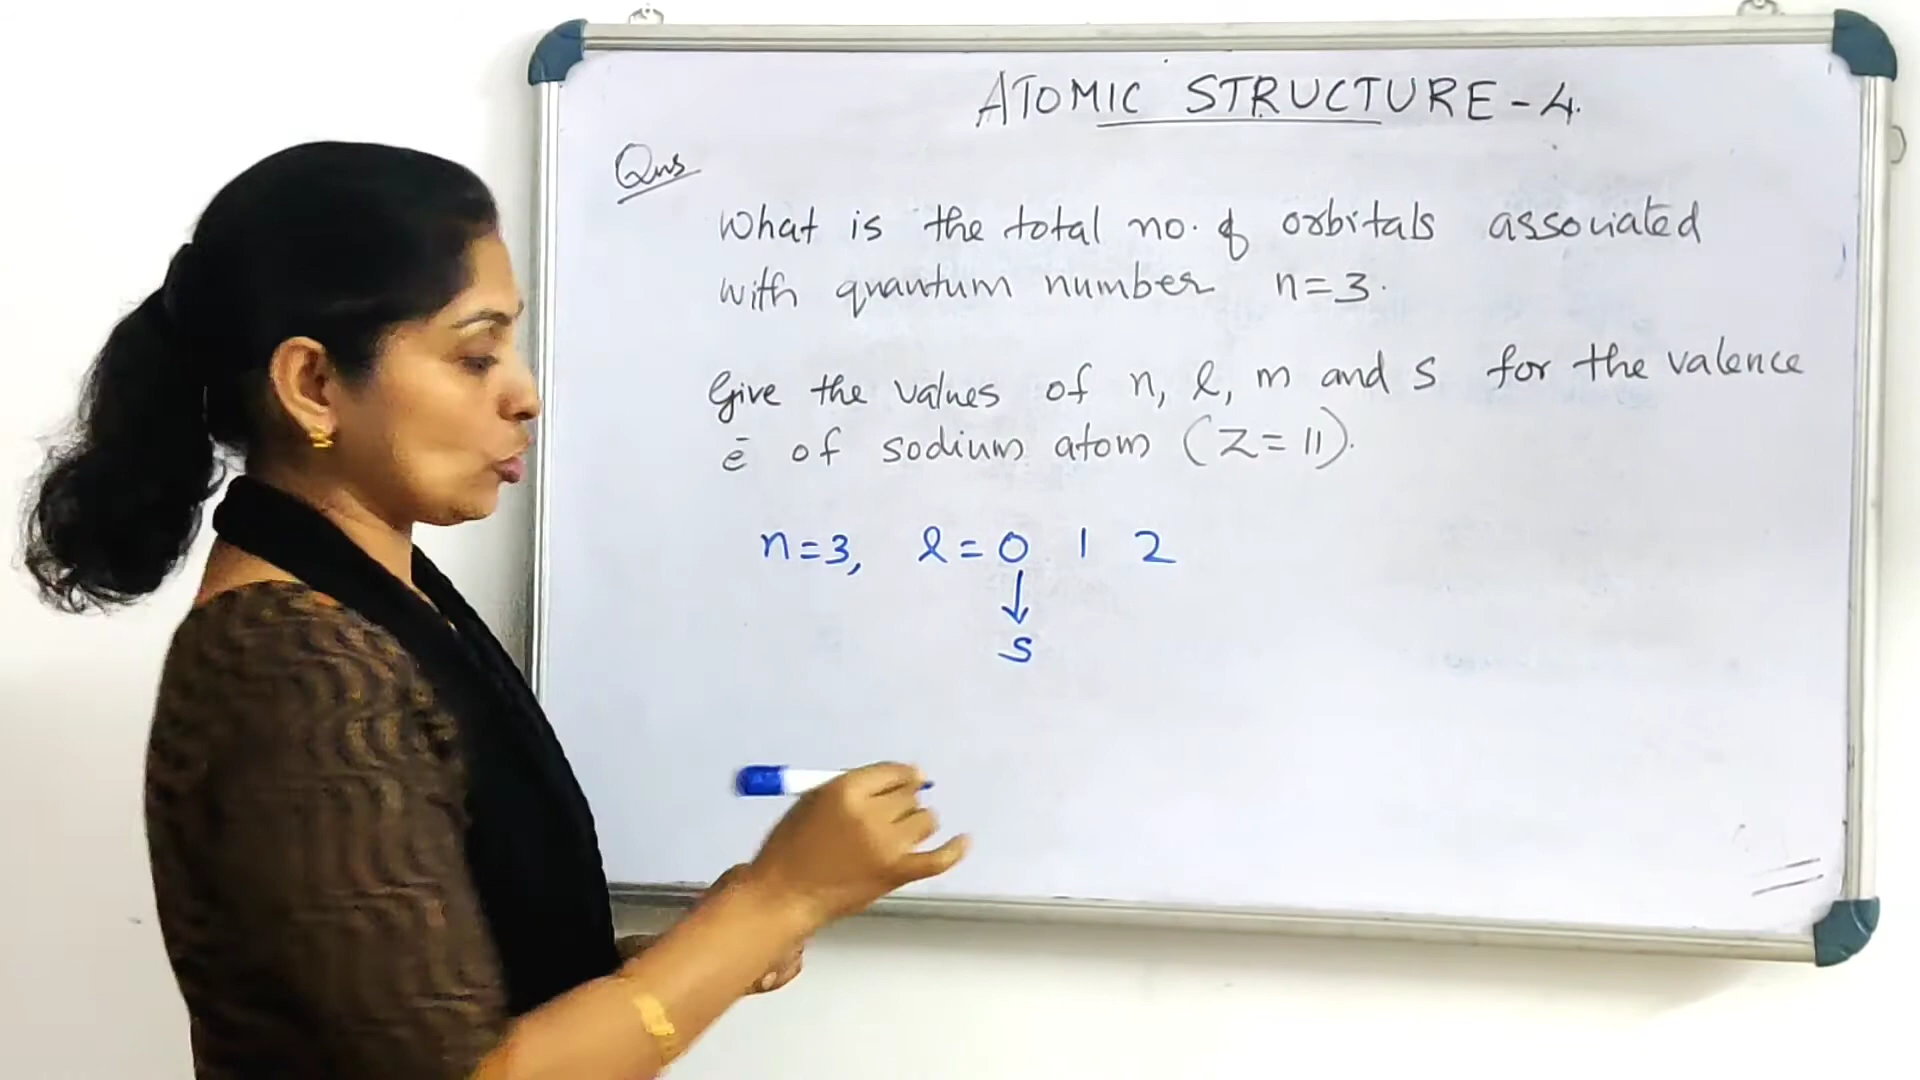 ATOMIC STRUCTURE - 4.
Qns
What is the total no. of orbitals associated
with quantum number n=3.
Give the values of n, l, m and s for the valence
ē of sodium atom (Z=11).
n=3, l=0 1 2
↓
s